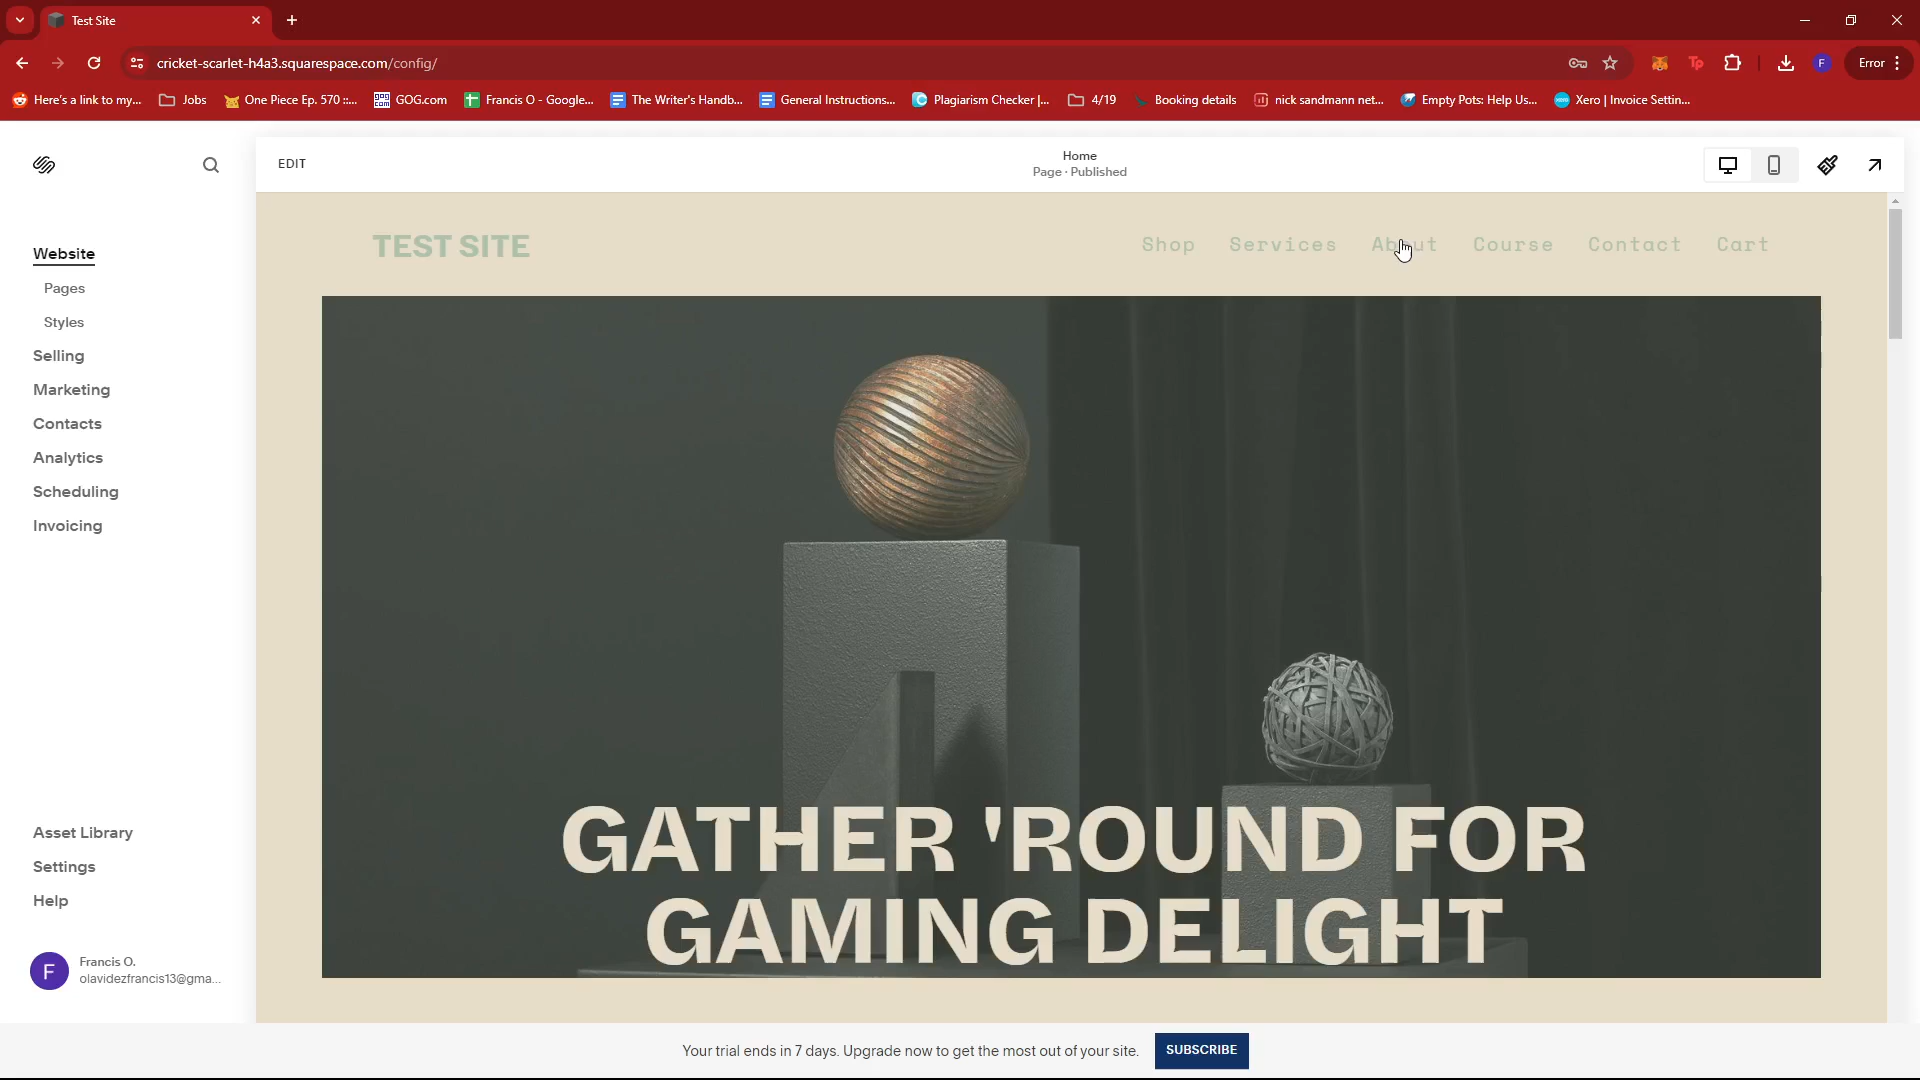 Test Site
cricket-scarlet-h4a3.squarespace.com/config/
Error
Here's a link to my...
Jobs
One Piece Ep. 570 ::...
GOG.com
Francis O - Google...
The Writer's Handb...
General Instructions...
Plagiarism Checker |...
4/19
Booking details
nick sandmann net...
Empty Pots: Help Us...
Xero | Invoice Settin...
EDIT
Home
Page · Published
Website
Pages
Styles
Selling
Marketing
Contacts
Analytics
Scheduling
Invoicing
Asset Library
Settings
Help
F
Francis O.
olavidezfrancis13@gma...
TEST SITE
Shop Services About Course Contact Cart
GATHER 'ROUND FOR
GAMING DELIGHT
Your trial ends in 7 days. Upgrade now to get the most out of your site.
SUBSCRIBE